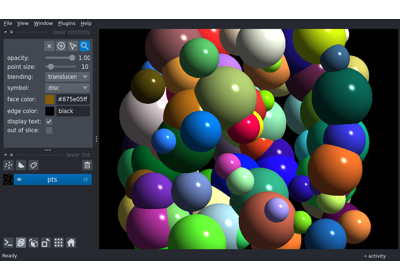 File View Window Plugins Help
layer controls
opacity: 1.00
point size: 10
blending: translucen
symbol: disc
face color: #875e05ff
edge color: black
display text:
out of slice:
layer list
pts
Ready
activity